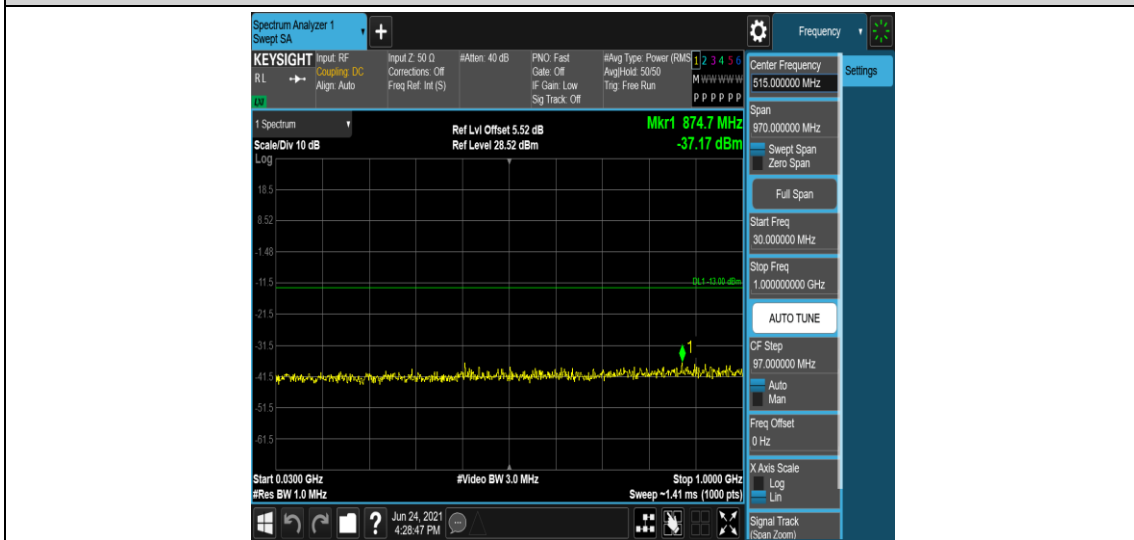 Spectrum Analyzer 1
Swept SA
+
Frequency
KEYSIGHT
RL
LXI
Input: RF
Coupling: DC
Align: Auto
Input Z: 50 Ω
Corrections: Off
Freq Ref: Int (S)
#Atten: 40 dB
PNO: Fast
Gate: Off
IF Gain: Low
Sig Track: Off
#Avg Type: Power (RMS
Avg|Hold: 50/50
Trig: Free Run
1 2 3 4 5 6
M W W W W W
P P P P P P
Center Frequency
515.000000 MHz
Settings
1 Spectrum
Scale/Div 10 dB
Ref Lvl Offset 5.52 dB
Ref Level 28.52 dBm
Mkr1 874.7 MHz
-37.17 dBm
Log
18.5
8.52
-1.48
-11.5
-21.5
-31.5
-41.5
-51.5
-61.5
DL1 -13.00 dBm
1
Start 0.0300 GHz
#Res BW 1.0 MHz
#Video BW 3.0 MHz
Stop 1.0000 GHz
Sweep ~1.41 ms (1000 pts)
Span
970.000000 MHz
Swept Span
Zero Span
Full Span
Start Freq
30.000000 MHz
Stop Freq
1.000000000 GHz
AUTO TUNE
CF Step
97.000000 MHz
Auto
Man
Freq Offset
0 Hz
X Axis Scale
Log
Lin
Signal Track
(Span Zoom)
?
Jun 24, 2021
4:28:47 PM